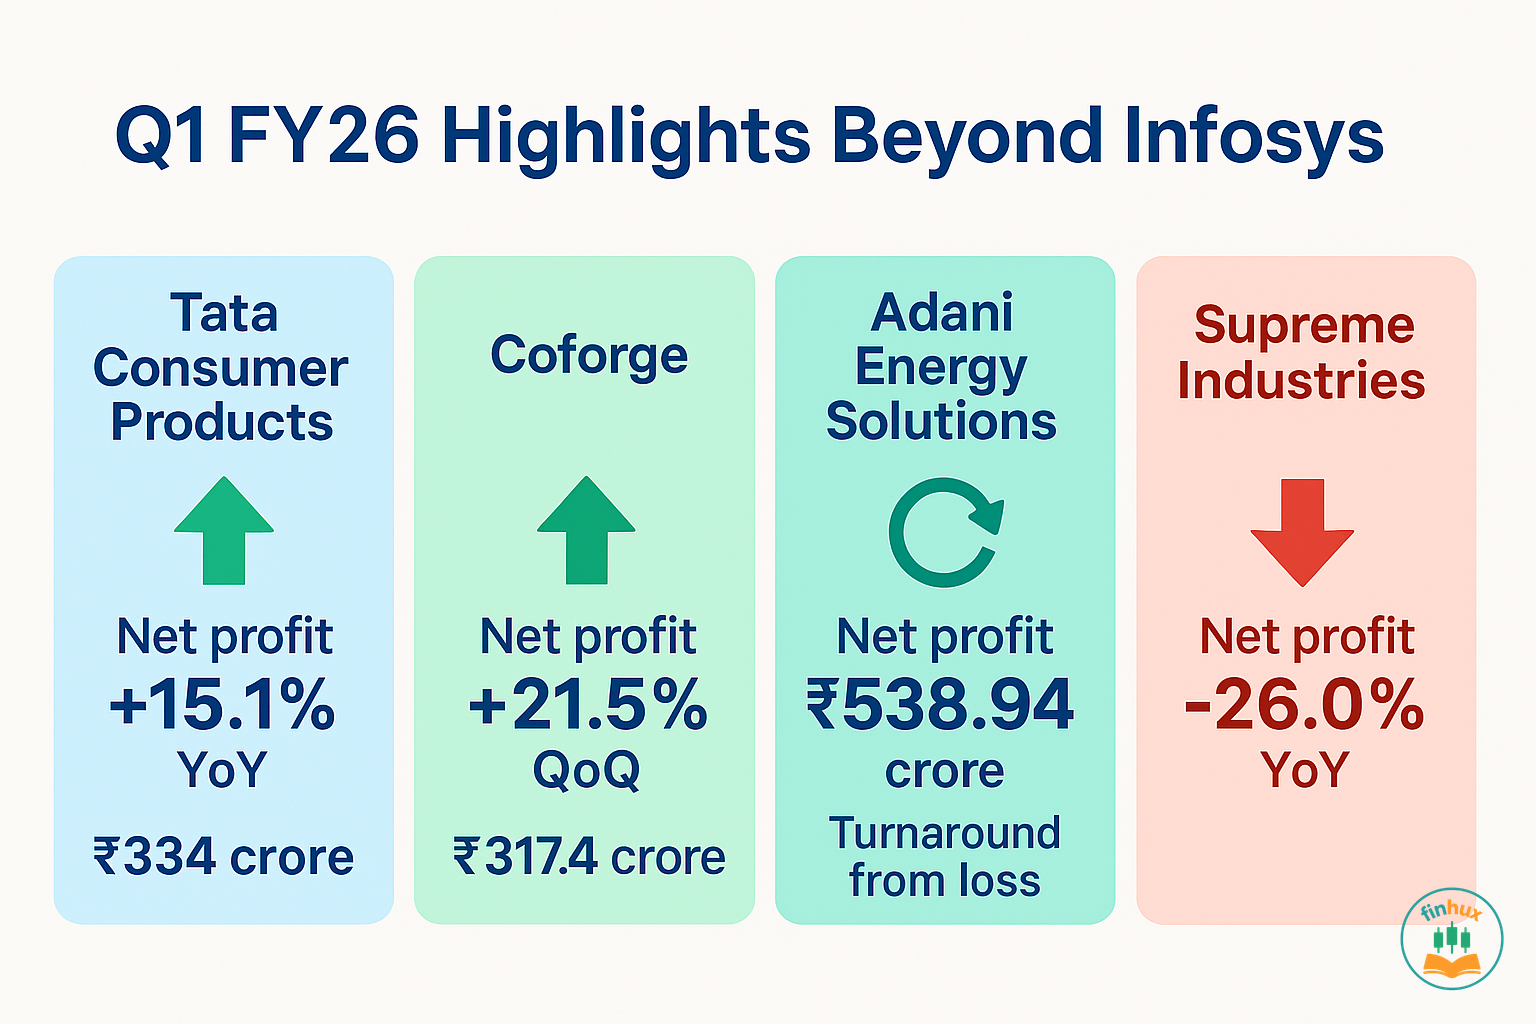 Q1 FY26 Highlights Beyond Infosys
Tata
Consumer
Products
Net profit
+15.1%
YoY
₹334 crore
Coforge
Net profit
+21.5%
QoQ
₹317.4 crore
Adani
Energy
Solutions
Net profit
₹538.94
crore
Turnaround
from loss
Supreme
Industries
Net profit
-26.0%
YoY
finhux